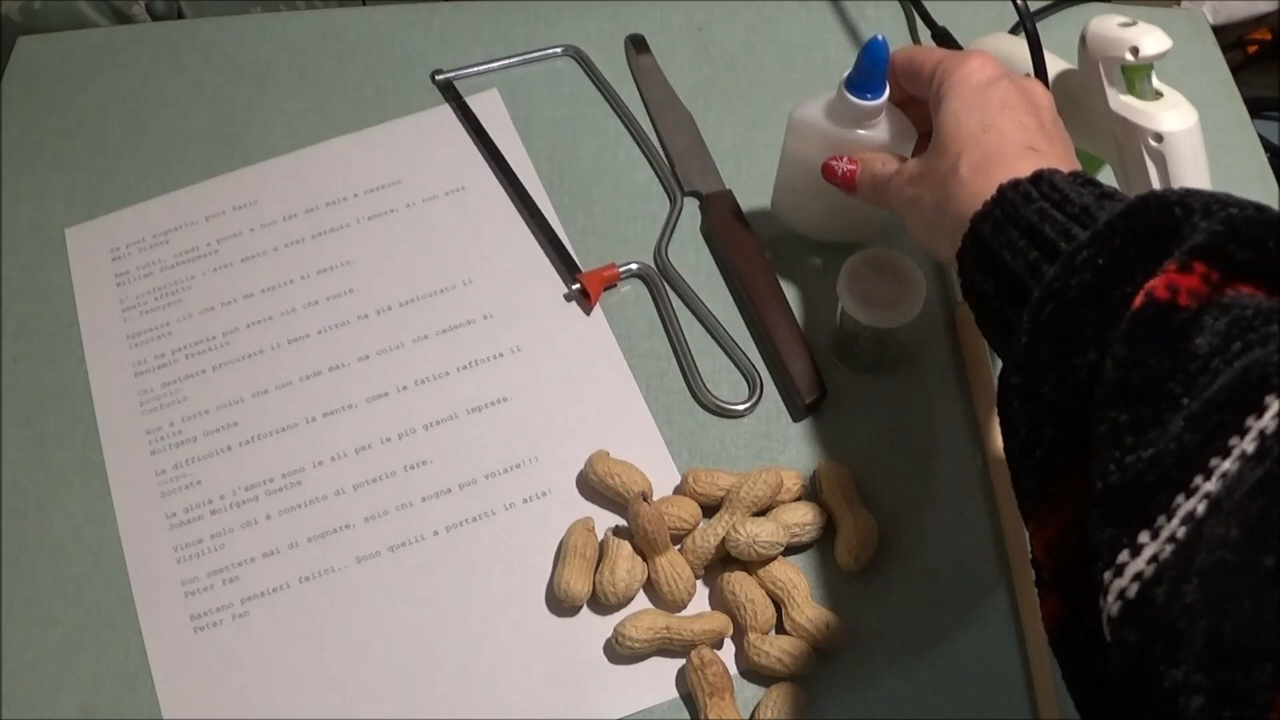 Se puoi sognarlo, puoi farlo.
Walt Disney
Ama tutti, credi a pochi e non far del male a nessuno
William Shakespeare
E' preferibile l'aver amato e aver perduto l'amore, al non aver
amato affatto
L. Tennyson
Apprezza ciò che hai ma aspira al meglio.
Isocrate
Chi ha pazienza può avere ciò che vuole.
Benjamin Franklin
Chi desidera procurare il bene altrui ha già assicurato il
proprio.
Confucio
Non è forte colui che non cade mai, ma colui che cadendo si
rialza.
Wolfgang Goethe
Le difficoltà rafforzano la mente, come la fatica rafforza il
corpo.
Socrate
La gioia e l'amore sono le ali per le più grandi imprese.
Johann Wolfgang Goethe
Vince solo chi è convinto di poterlo fare.
Virgilio
Non smettete mai di sognare, solo chi sogna può volare!!!
Peter Pan
Bastano pensieri felici.. Sono quelli a portarti in aria!
Peter Pan